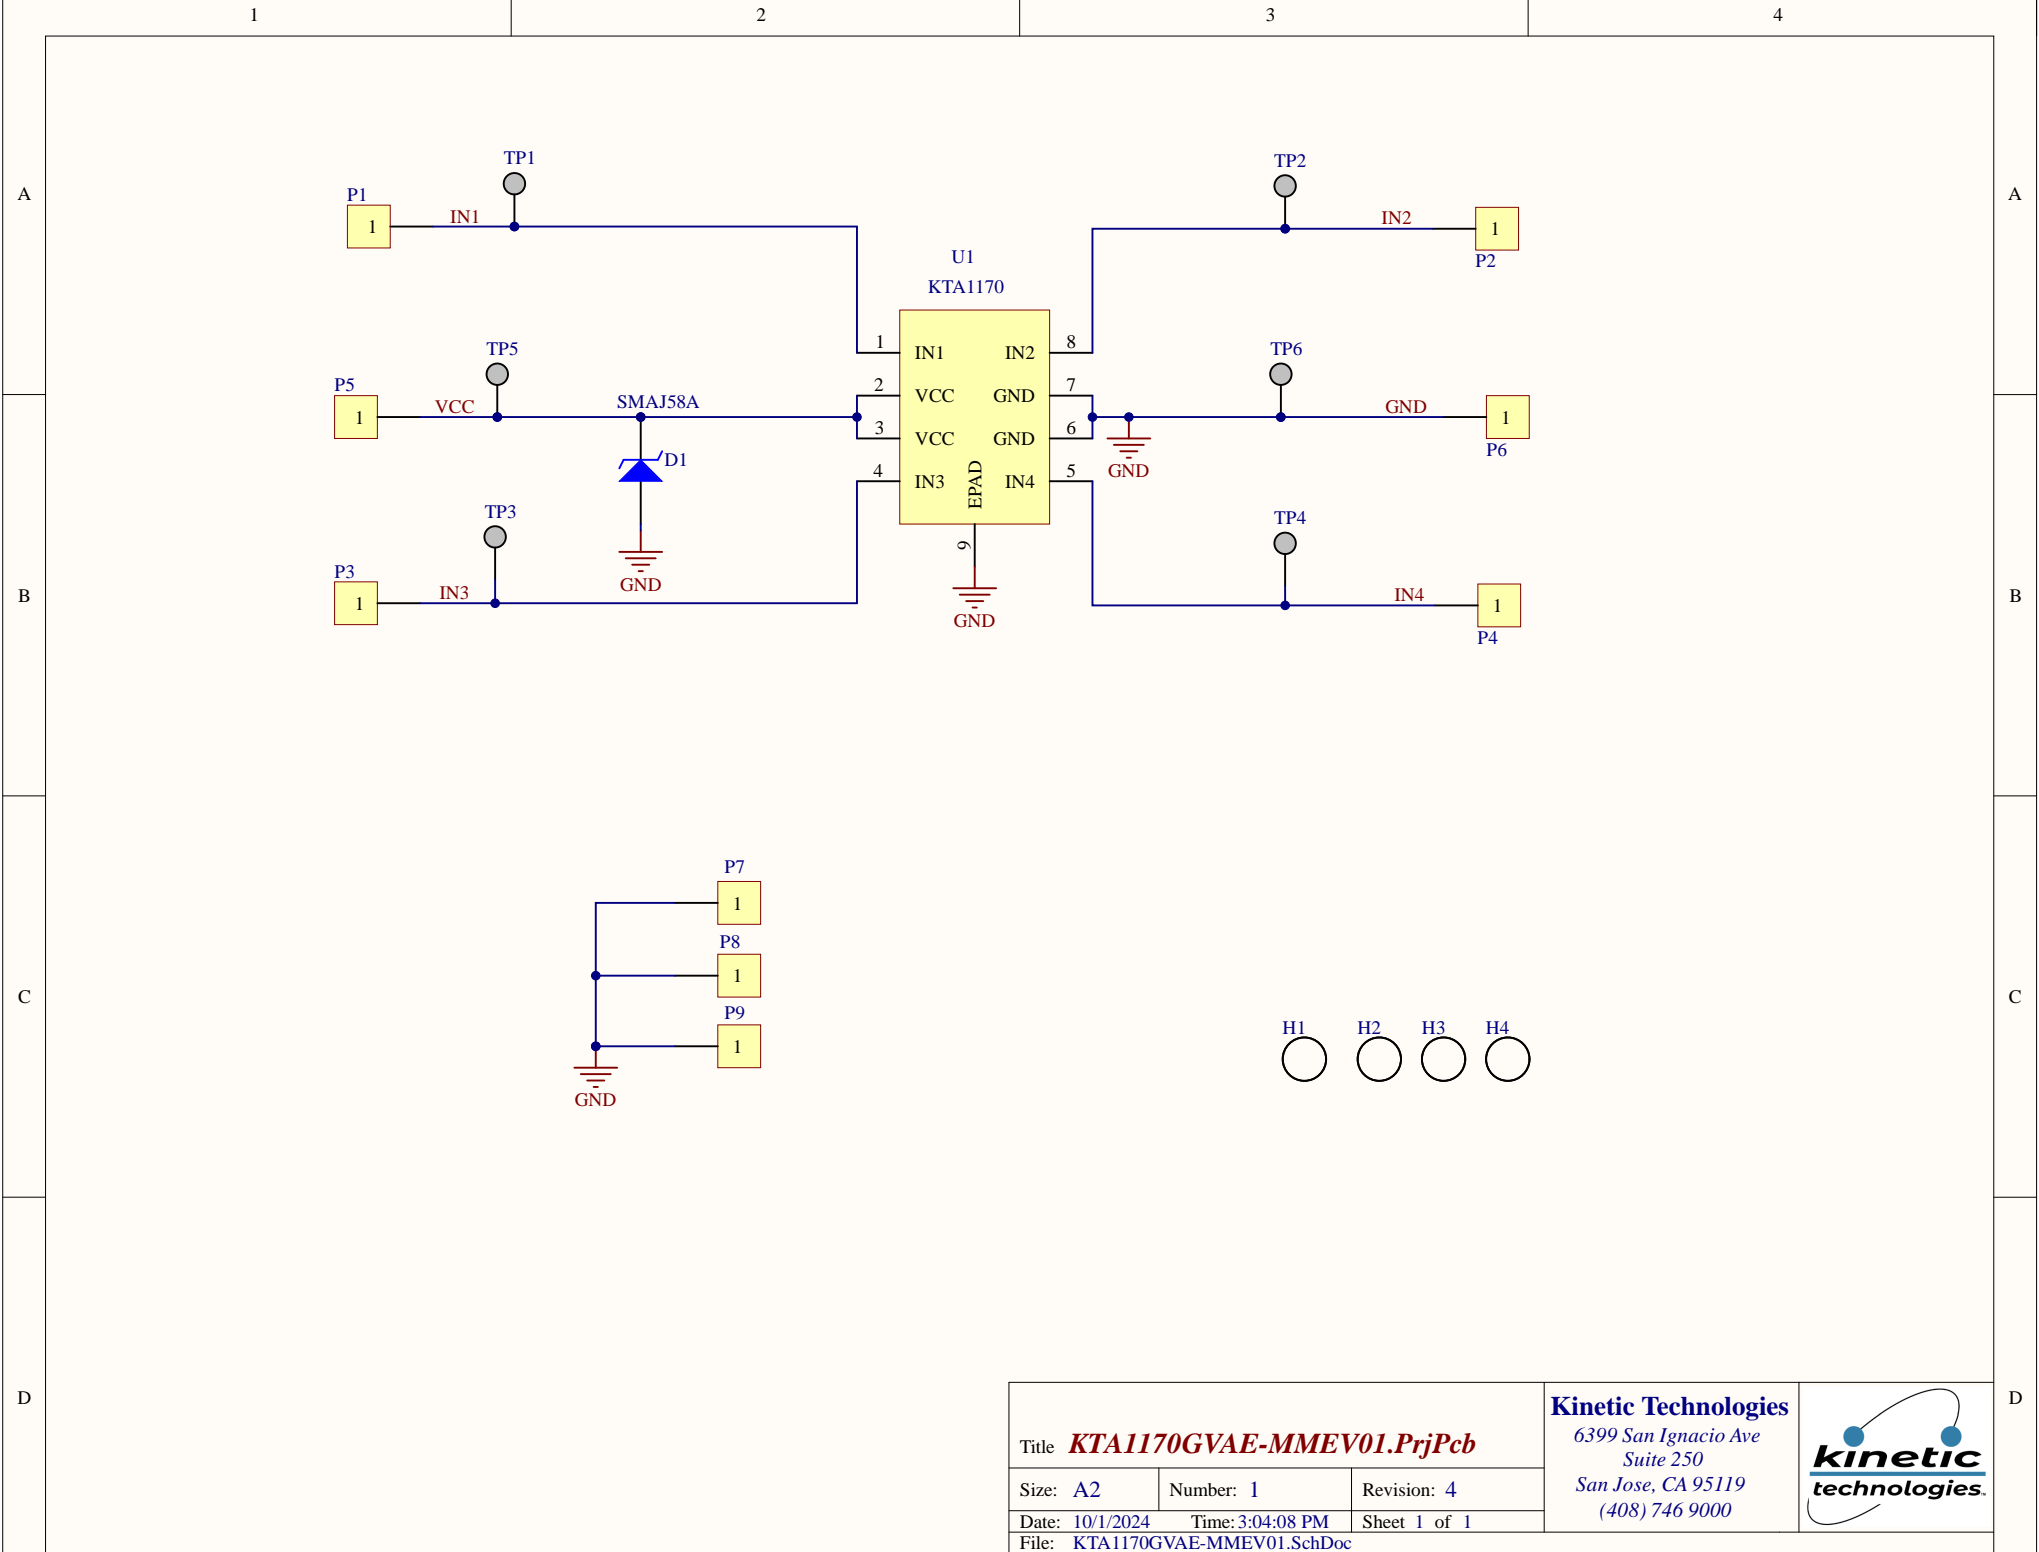 1 2 3 4
A A
B B
C C
D D
TP1
P1
1
IN1
TP2
IN2
1
P2
U1
KTA1170
1 IN1 IN2 8
2 VCC GND 7
3 VCC GND 6
4 IN3 IN4 5
EPAD
9
GND
TP5
P5
1
VCC
SMAJ58A
D1
GND
TP6
GND
1
P6
GND
TP3
P3
1
IN3
TP4
IN4
1
P4
P7
1
P8
1
P9
1
GND
H1 H2 H3 H4
Title KTA1170GVAE-MMEV01.PrjPcb
Size: A2 Number: 1 Revision: 4
Date: 10/1/2024 Time: 3:04:08 PM Sheet 1 of 1
File: KTA1170GVAE-MMEV01.SchDoc
Kinetic Technologies
6399 San Ignacio Ave
Suite 250
San Jose, CA 95119
(408) 746 9000
kinetic
technologies